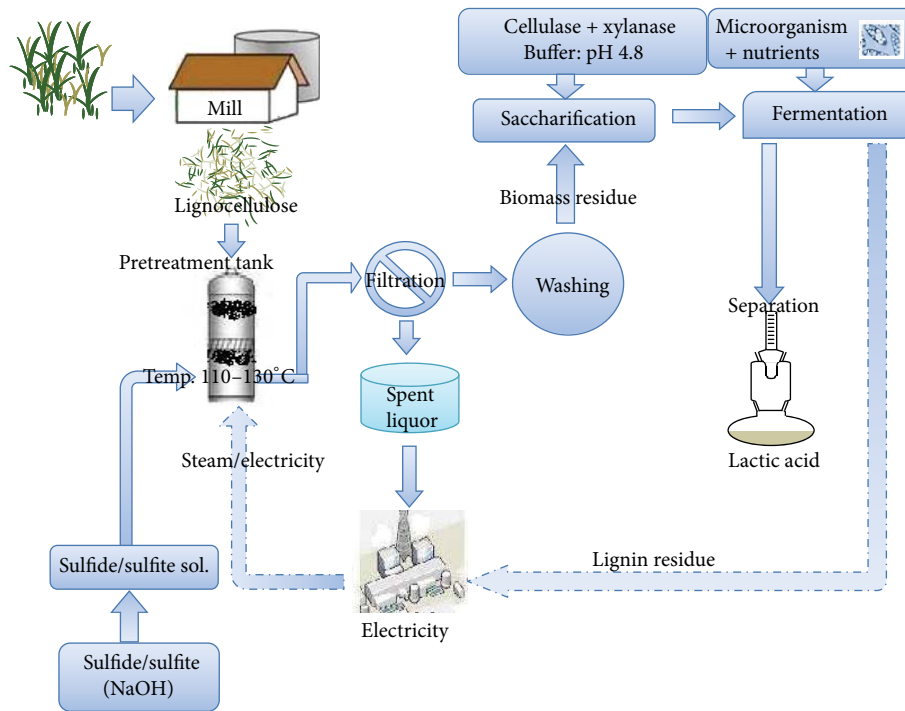 Cellulase + xylanase
Buffer: pH 4.8
Microorganism
+ nutrients
Mill
Saccharification
Fermentation
Lignocellulose
Biomass residue
Pretreatment tank
Filtration
Washing
Separation
Temp. 110–130°C
Spent
liquor
Steam/electricity
Lactic acid
Sulfide/sulfite sol.
Lignin residue
Electricity
Sulfide/sulfite
(NaOH)